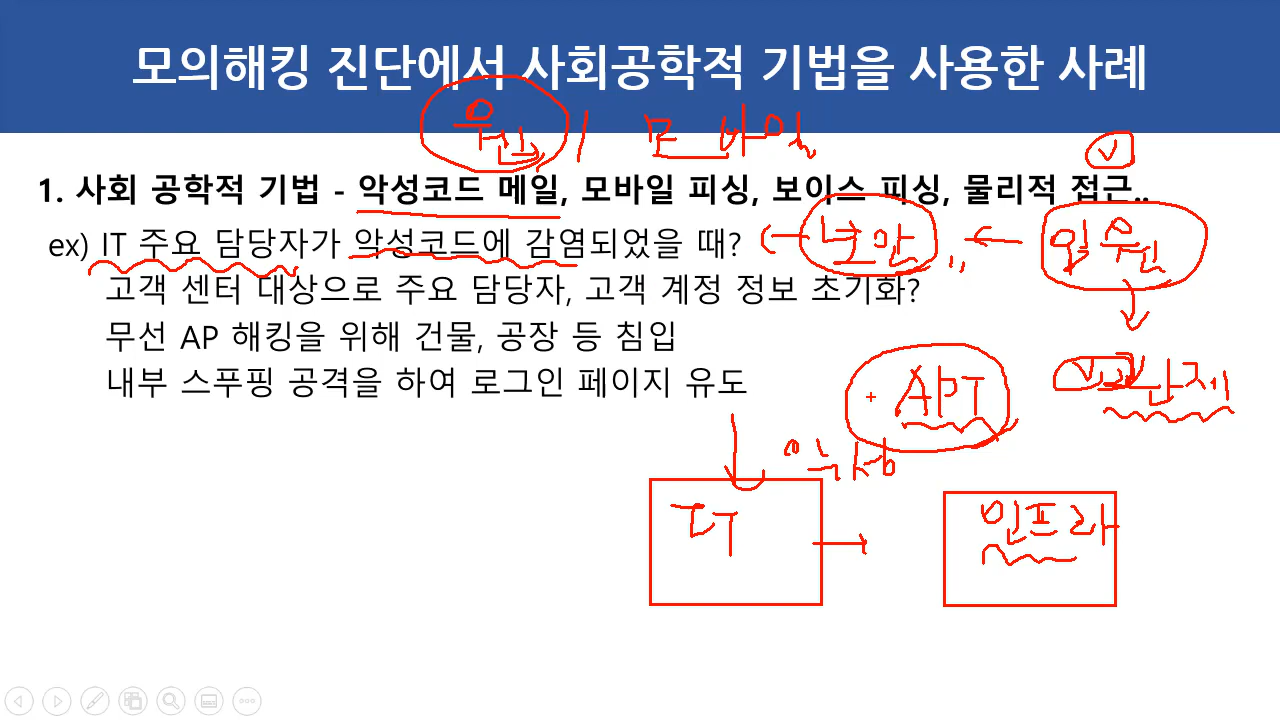 모의해킹 진단에서 사회공학적 기법을 사용한 사례
모바일
1. 사회 공학적 기법 - 악성코드 메일, 모바일 피싱, 보이스 피싱, 물리적 접근..
ex) IT 주요 담당자가 악성코드에 감염되었을 때?
보안
임원
고객 센터 대상으로 주요 담당자, 고객 계정 정보 초기화?
무선 AP 해킹을 위해 건물, 공장 등 침입
내부 스푸핑 공격을 하여 로그인 페이지 유도
APT
악성
IT
인프라